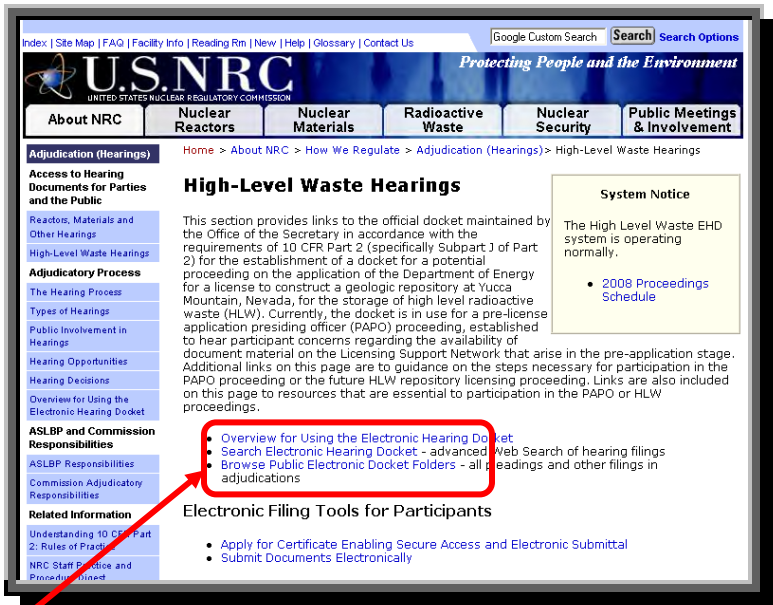 Index | Site Map | FAQ | Facility Info | Reading Rm | New | Help | Glossary | Contact Us
Google Custom Search Search Search Options
U.S.NRC
UNITED STATES NUCLEAR REGULATORY COMMISSION
Protecting People and the Environment
About NRC
Nuclear Reactors
Nuclear Materials
Radioactive Waste
Nuclear Security
Public Meetings & Involvement
Home > About NRC > How We Regulate > Adjudication (Hearings)> High-Level Waste Hearings
Adjudication (Hearings)
Access to Hearing
Documents for Parties
and the Public
Reactors, Materials and
Other Hearings
High-Level Waste Hearings
Adjudicatory Process
The Hearing Process
Types of Hearings
Public Involvement in
Hearings
Hearing Opportunities
Hearing Decisions
Overview for Using the
Electronic Hearing Docket
ASLBP and Commission
Responsibilities
ASLBP Responsibilities
Commission Adjudicatory
Responsibilities
Related Information
Understanding 10 CFR Part
2: Rules of Practice
NRC Staff Practice and
Procedure Digest
High-Level Waste Hearings
This section provides links to the official docket maintained by
the Office of the Secretary in accordance with the
requirements of 10 CFR Part 2 (specifically Subpart J of Part
2) for the establishment of a docket for a potential
proceeding on the application of the Department of Energy
for a license to construct a geologic repository at Yucca
Mountain, Nevada, for the storage of high level radioactive
waste (HLW). Currently, the docket is in use for a pre-license
application presiding officer (PAPO) proceeding, established
to hear participant concerns regarding the availability of
document material on the Licensing Support Network that arise in the pre-application stage.
Additional links on this page are to guidance on the steps necessary for participation in the
PAPO proceeding or the future HLW repository licensing proceeding. Links are also included
on this page to resources that are essential to participation in the PAPO or HLW
proceedings.
System Notice
The High Level Waste EHD
system is operating
normally.
• 2008 Proceedings
Schedule
• Overview for Using the Electronic Hearing Docket
• Search Electronic Hearing Docket - advanced Web Search of hearing filings
• Browse Public Electronic Docket Folders - all pleadings and other filings in
adjudications
Electronic Filing Tools for Participants
• Apply for Certificate Enabling Secure Access and Electronic Submittal
• Submit Documents Electronically